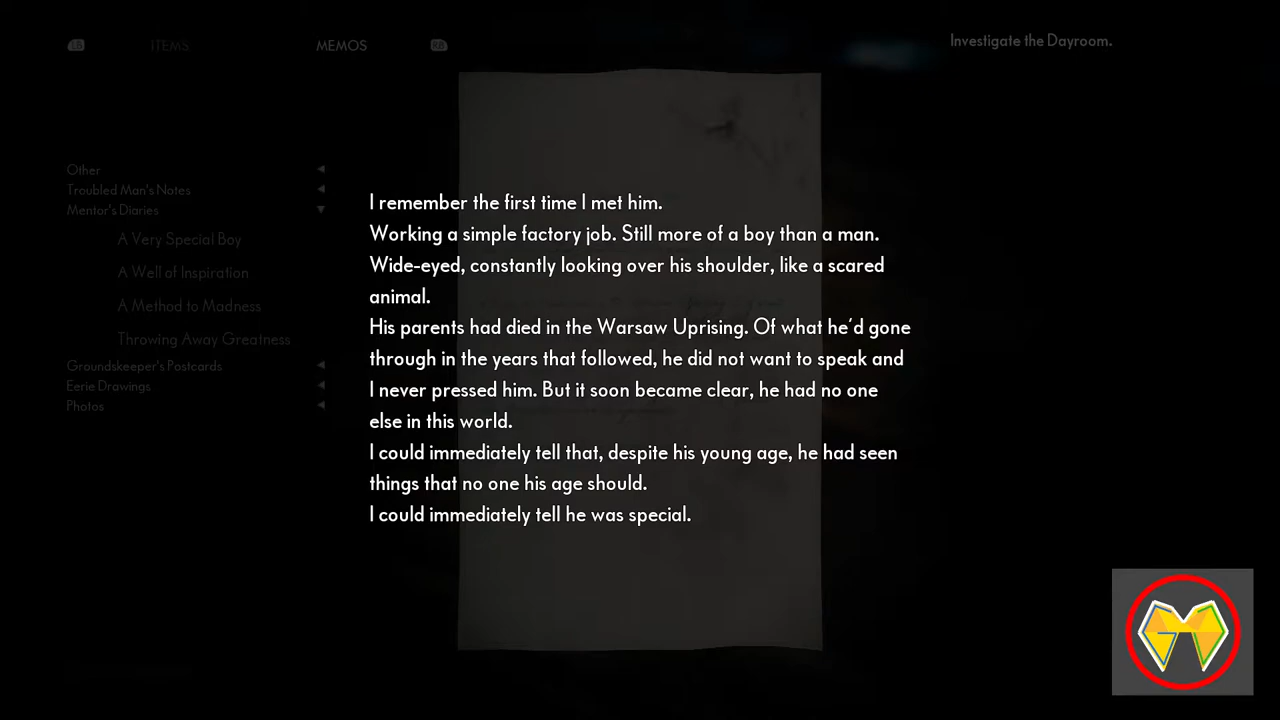 LB ITEMS MEMOS RB
Investigate the Dayroom.
Other
Troubled Man's Notes
Mentor's Diaries
A Very Special Boy
A Well of Inspiration
A Method to Madness
Throwing Away Greatness
Groundskeeper's Postcards
Eerie Drawings
Photos
I remember the first time I met him.
Working a simple factory job. Still more of a boy than a man.
Wide-eyed, constantly looking over his shoulder, like a scared
animal.
His parents had died in the Warsaw Uprising. Of what he'd gone
through in the years that followed, he did not want to speak and
I never pressed him. But it soon became clear, he had no one
else in this world.
I could immediately tell that, despite his young age, he had seen
things that no one his age should.
I could immediately tell he was special.